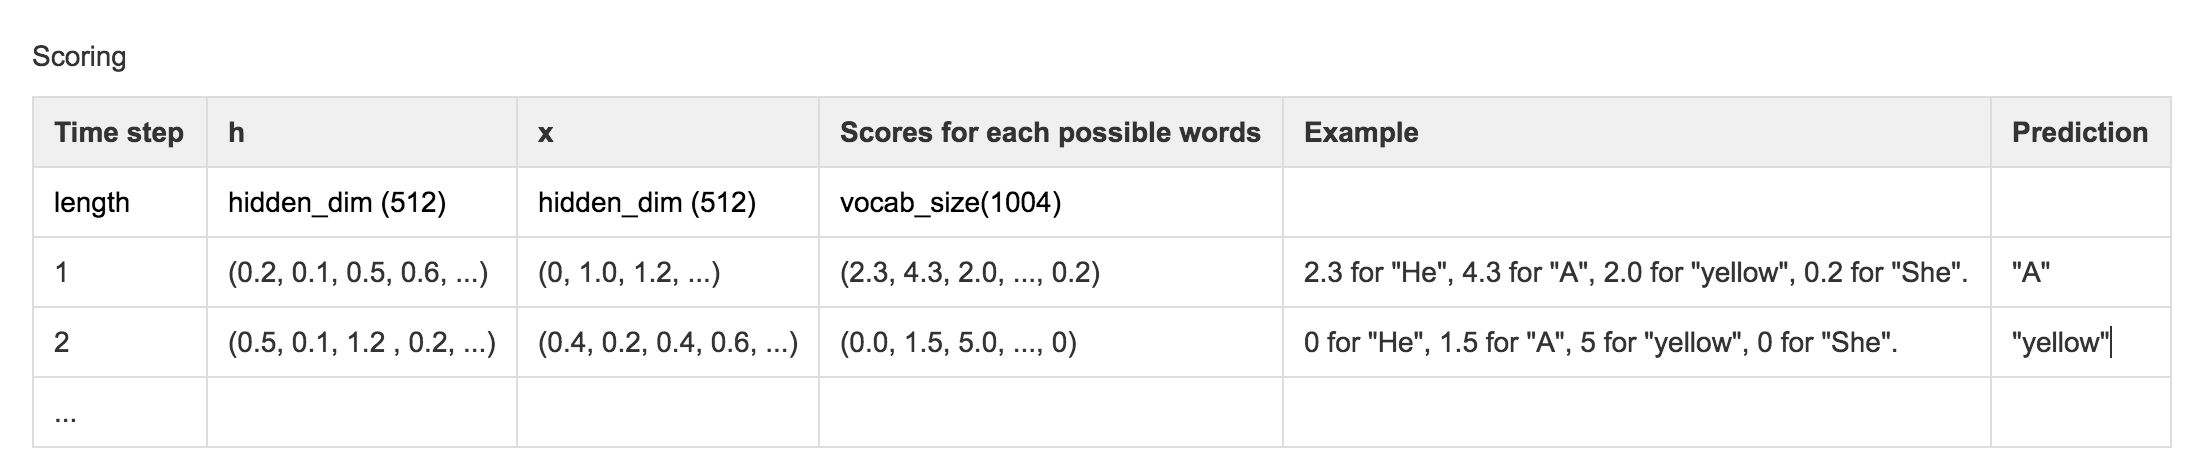 Scoring
Time step h x Scores for each possible words Example Prediction
length hidden_dim (512) hidden_dim (512) vocab_size(1004)
1 (0.2, 0.1, 0.5, 0.6, ...) (0, 1.0, 1.2, ...) (2.3, 4.3, 2.0, ..., 0.2) 2.3 for "He", 4.3 for "A", 2.0 for "yellow", 0.2 for "She". "A"
2 (0.5, 0.1, 1.2 , 0.2, ...) (0.4, 0.2, 0.4, 0.6, ...) (0.0, 1.5, 5.0, ..., 0) 0 for "He", 1.5 for "A", 5 for "yellow", 0 for "She". "yellow"
...